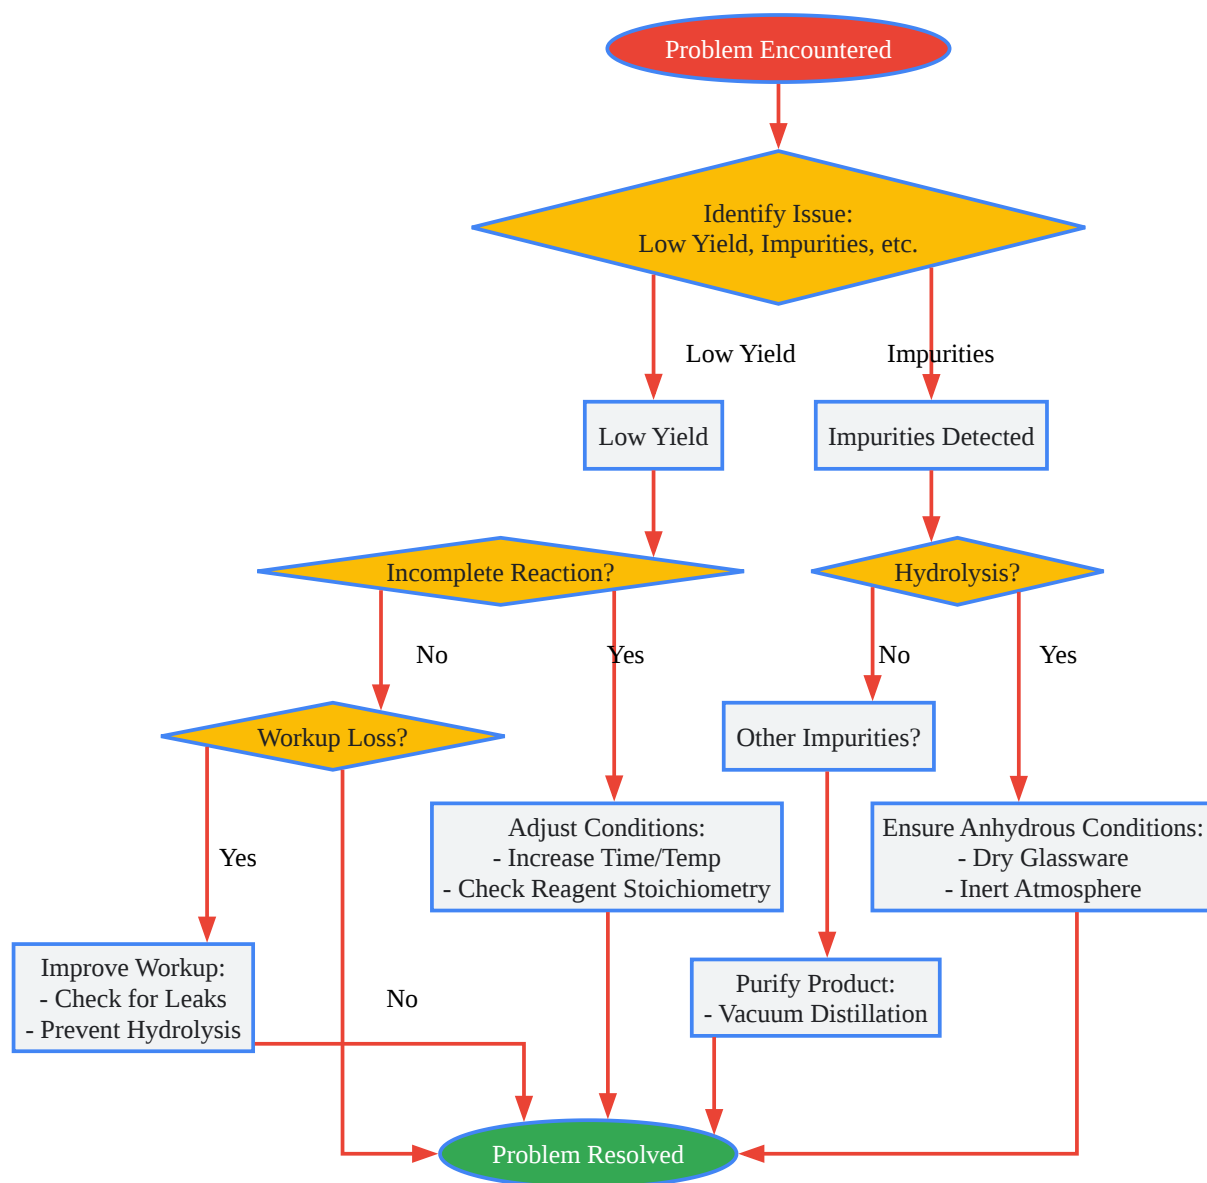 Problem Encountered
Identify Issue:
Low Yield, Impurities, etc.
Low Yield
Impurities
Low Yield
Impurities Detected
Incomplete Reaction?
Hydrolysis?
No
Yes
No
Yes
Workup Loss?
Other Impurities?
Adjust Conditions:
- Increase Time/Temp
- Check Reagent Stoichiometry
Ensure Anhydrous Conditions:
- Dry Glassware
- Inert Atmosphere
Yes
Improve Workup:
- Check for Leaks
- Prevent Hydrolysis
No
Purify Product:
- Vacuum Distillation
Problem Resolved